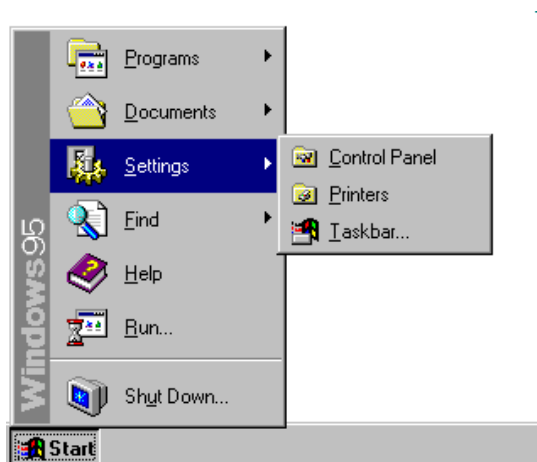 Programs
Documents
Settings
Control Panel
Printers
Taskbar...
Find
Help
Run...
Shut Down...
Windows95
Start